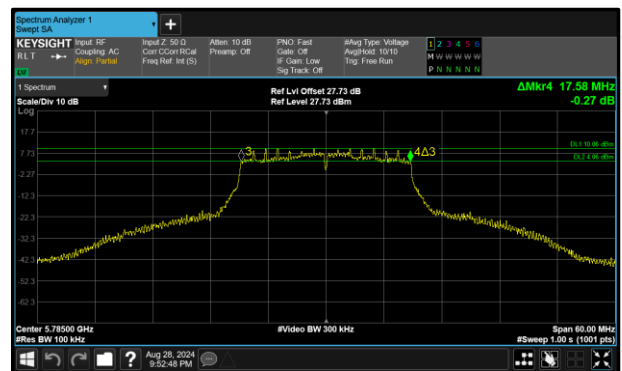 Spectrum Analyzer 1
Swept SA
+
KEYSIGHT
RLT
Input: RF
Coupling: AC
Align: Partial
Input Z: 50 Ω
Corr CCorr RCal
Freq Ref: Int (S)
Atten: 10 dB
Preamp: Off
PNO: Fast
Gate: Off
IF Gain: Low
Sig Track: Off
#Avg Type: Voltage
Avg|Hold: 10/10
Trig: Free Run
1 2 3 4 5 6
M W W W W W
P N N N N N
1 Spectrum
Scale/Div 10 dB
Log
Ref Lvl Offset 27.73 dB
Ref Level 27.73 dBm
ΔMkr4 17.58 MHz
-0.27 dB
17.7
7.73
-2.27
-12.3
-22.3
-32.3
-42.3
-52.3
-62.3
3
4Δ3
DL1 10.06 dBm
DL2 4.06 dBm
Center 5.78500 GHz
#Res BW 100 kHz
#Video BW 300 kHz
Span 60.00 MHz
#Sweep 1.00 s (1001 pts)
?
Aug 28, 2024
9:52:48 PM